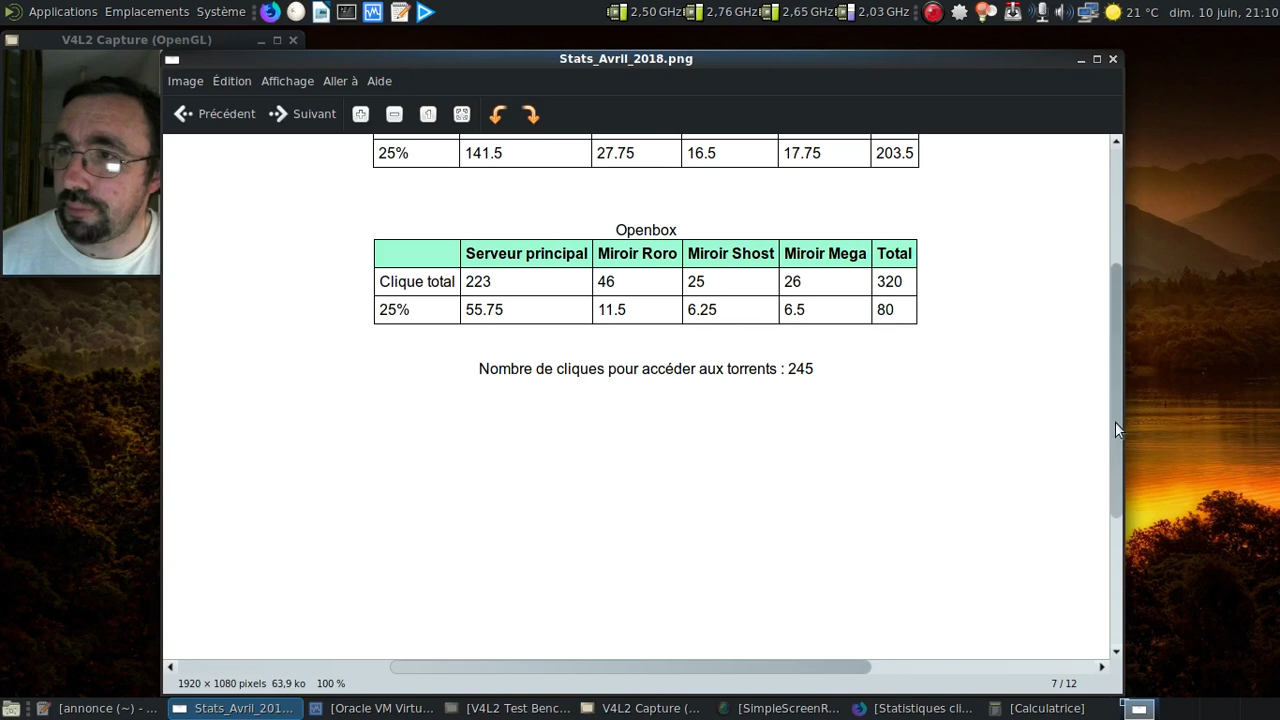 Applications Emplacements Système 2,50 GHz 2,76 GHz 2,65 GHz 2,03 GHz 21 °C dim. 10 juin, 21:10
V4L2 Capture (OpenGL)
Stats_Avril_2018.png
Image Édition Affichage Aller à Aide
Précédent Suivant
25% 141.5 27.75 16.5 17.75 203.5
Openbox
Serveur principal Miroir Roro Miroir Shost Miroir Mega Total
Clique total 223 46 25 26 320
25% 55.75 11.5 6.25 6.5 80
Nombre de cliques pour accéder aux torrents : 245
1920 × 1080 pixels 63,9 ko 100 % 7 / 12
[annonce (~) - ... Stats_Avril_201... [Oracle VM Virtu... [V4L2 Test Benc... V4L2 Capture (... [SimpleScreenR... [Statistiques cli... [Calculatrice]